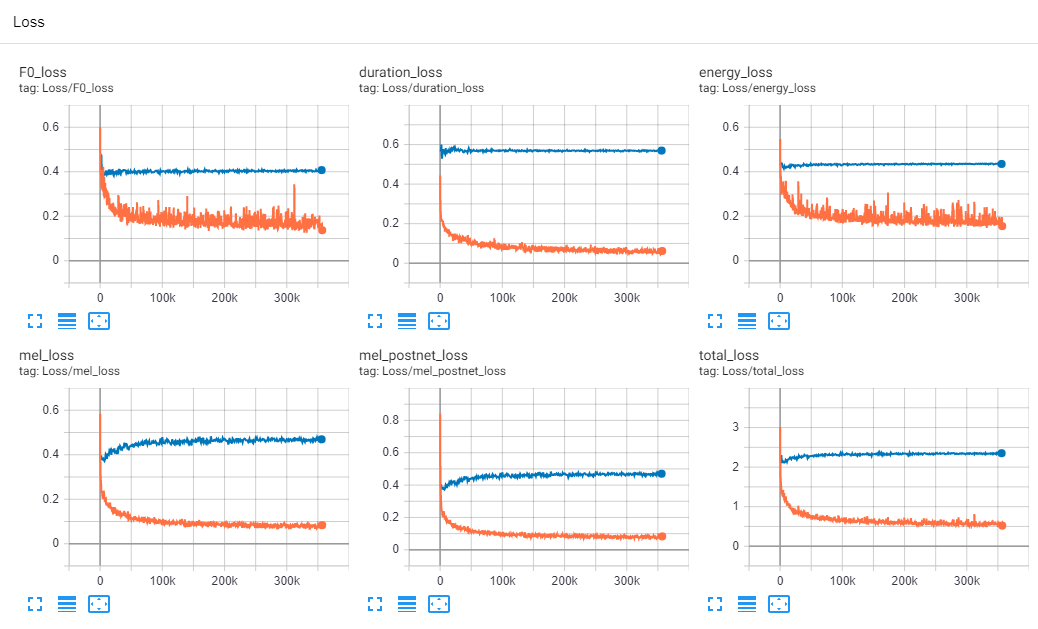 Loss
F0_loss
tag: Loss/F0_loss
0.6
0.4
0.2
0
0 100k 200k 300k
duration_loss
tag: Loss/duration_loss
0.6
0.4
0.2
0
0 100k 200k 300k
energy_loss
tag: Loss/energy_loss
0.6
0.4
0.2
0
0 100k 200k 300k
mel_loss
tag: Loss/mel_loss
0.6
0.4
0.2
0
0 100k 200k 300k
mel_postnet_loss
tag: Loss/mel_postnet_loss
0.8
0.6
0.4
0.2
0
0 100k 200k 300k
total_loss
tag: Loss/total_loss
3
2
1
0
0 100k 200k 300k